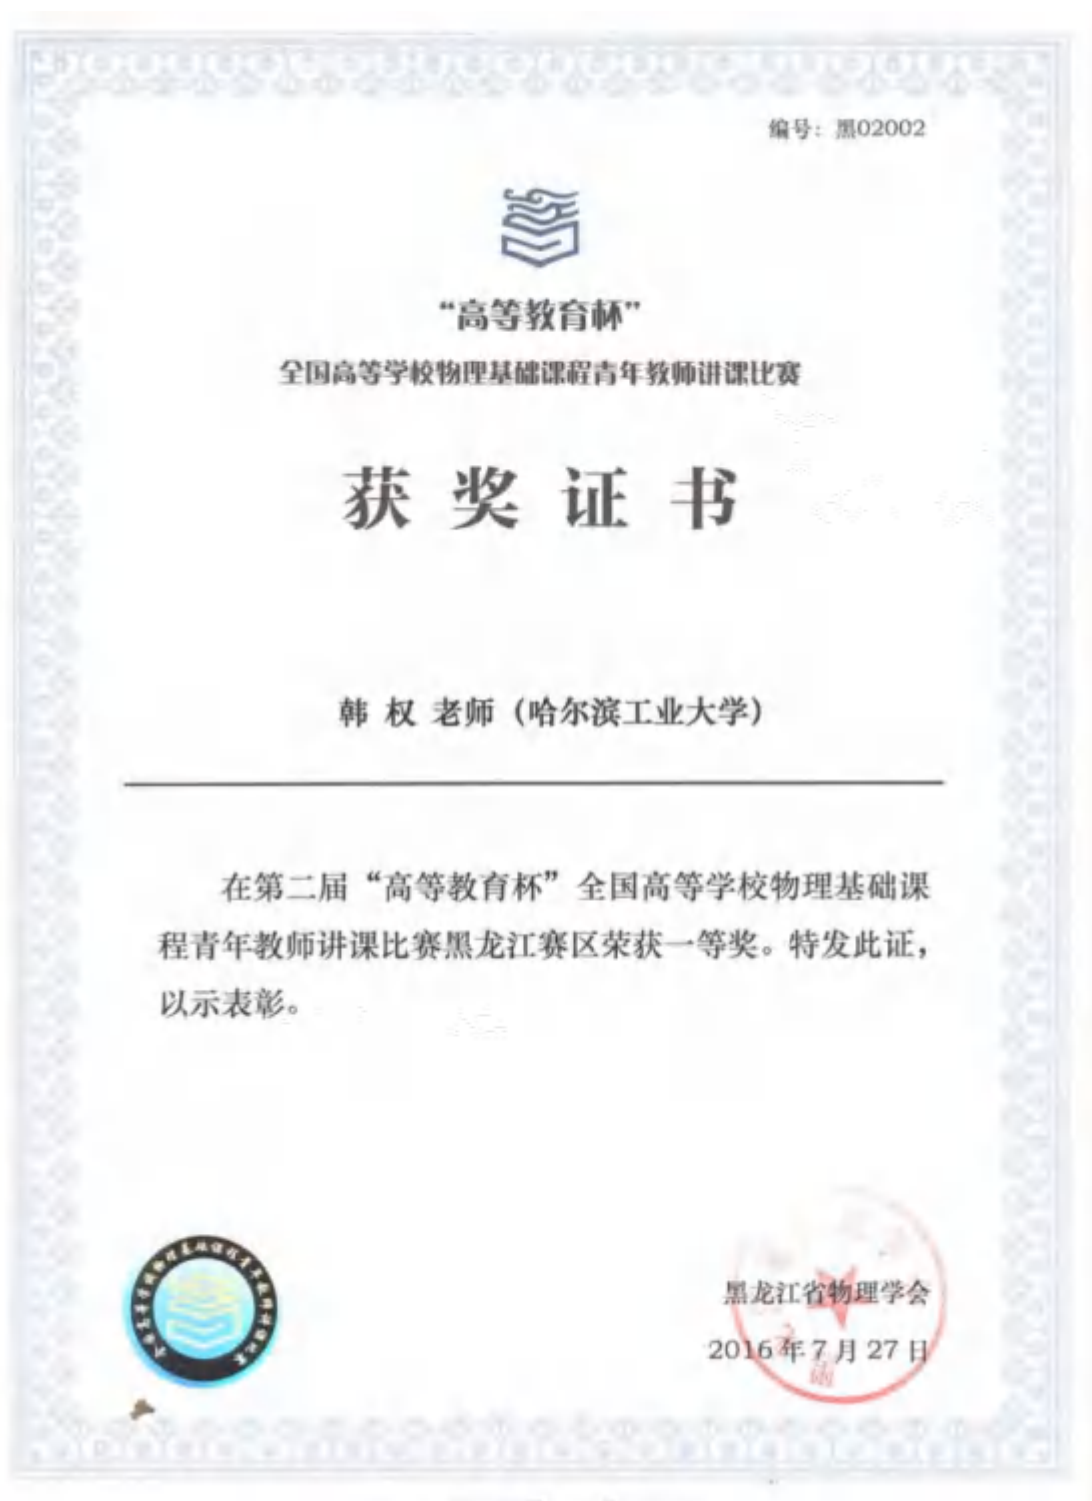 编号：黑02002
“高等教育杯”
全国高等学校物理基础课程青年教师讲课比赛
获奖证书
韩 权 老师（哈尔滨工业大学）
在第二届“高等教育杯”全国高等学校物理基础课
程青年教师讲课比赛黑龙江赛区荣获一等奖。特发此证，
以示表彰。
黑龙江省物理学会
2016年7月27日